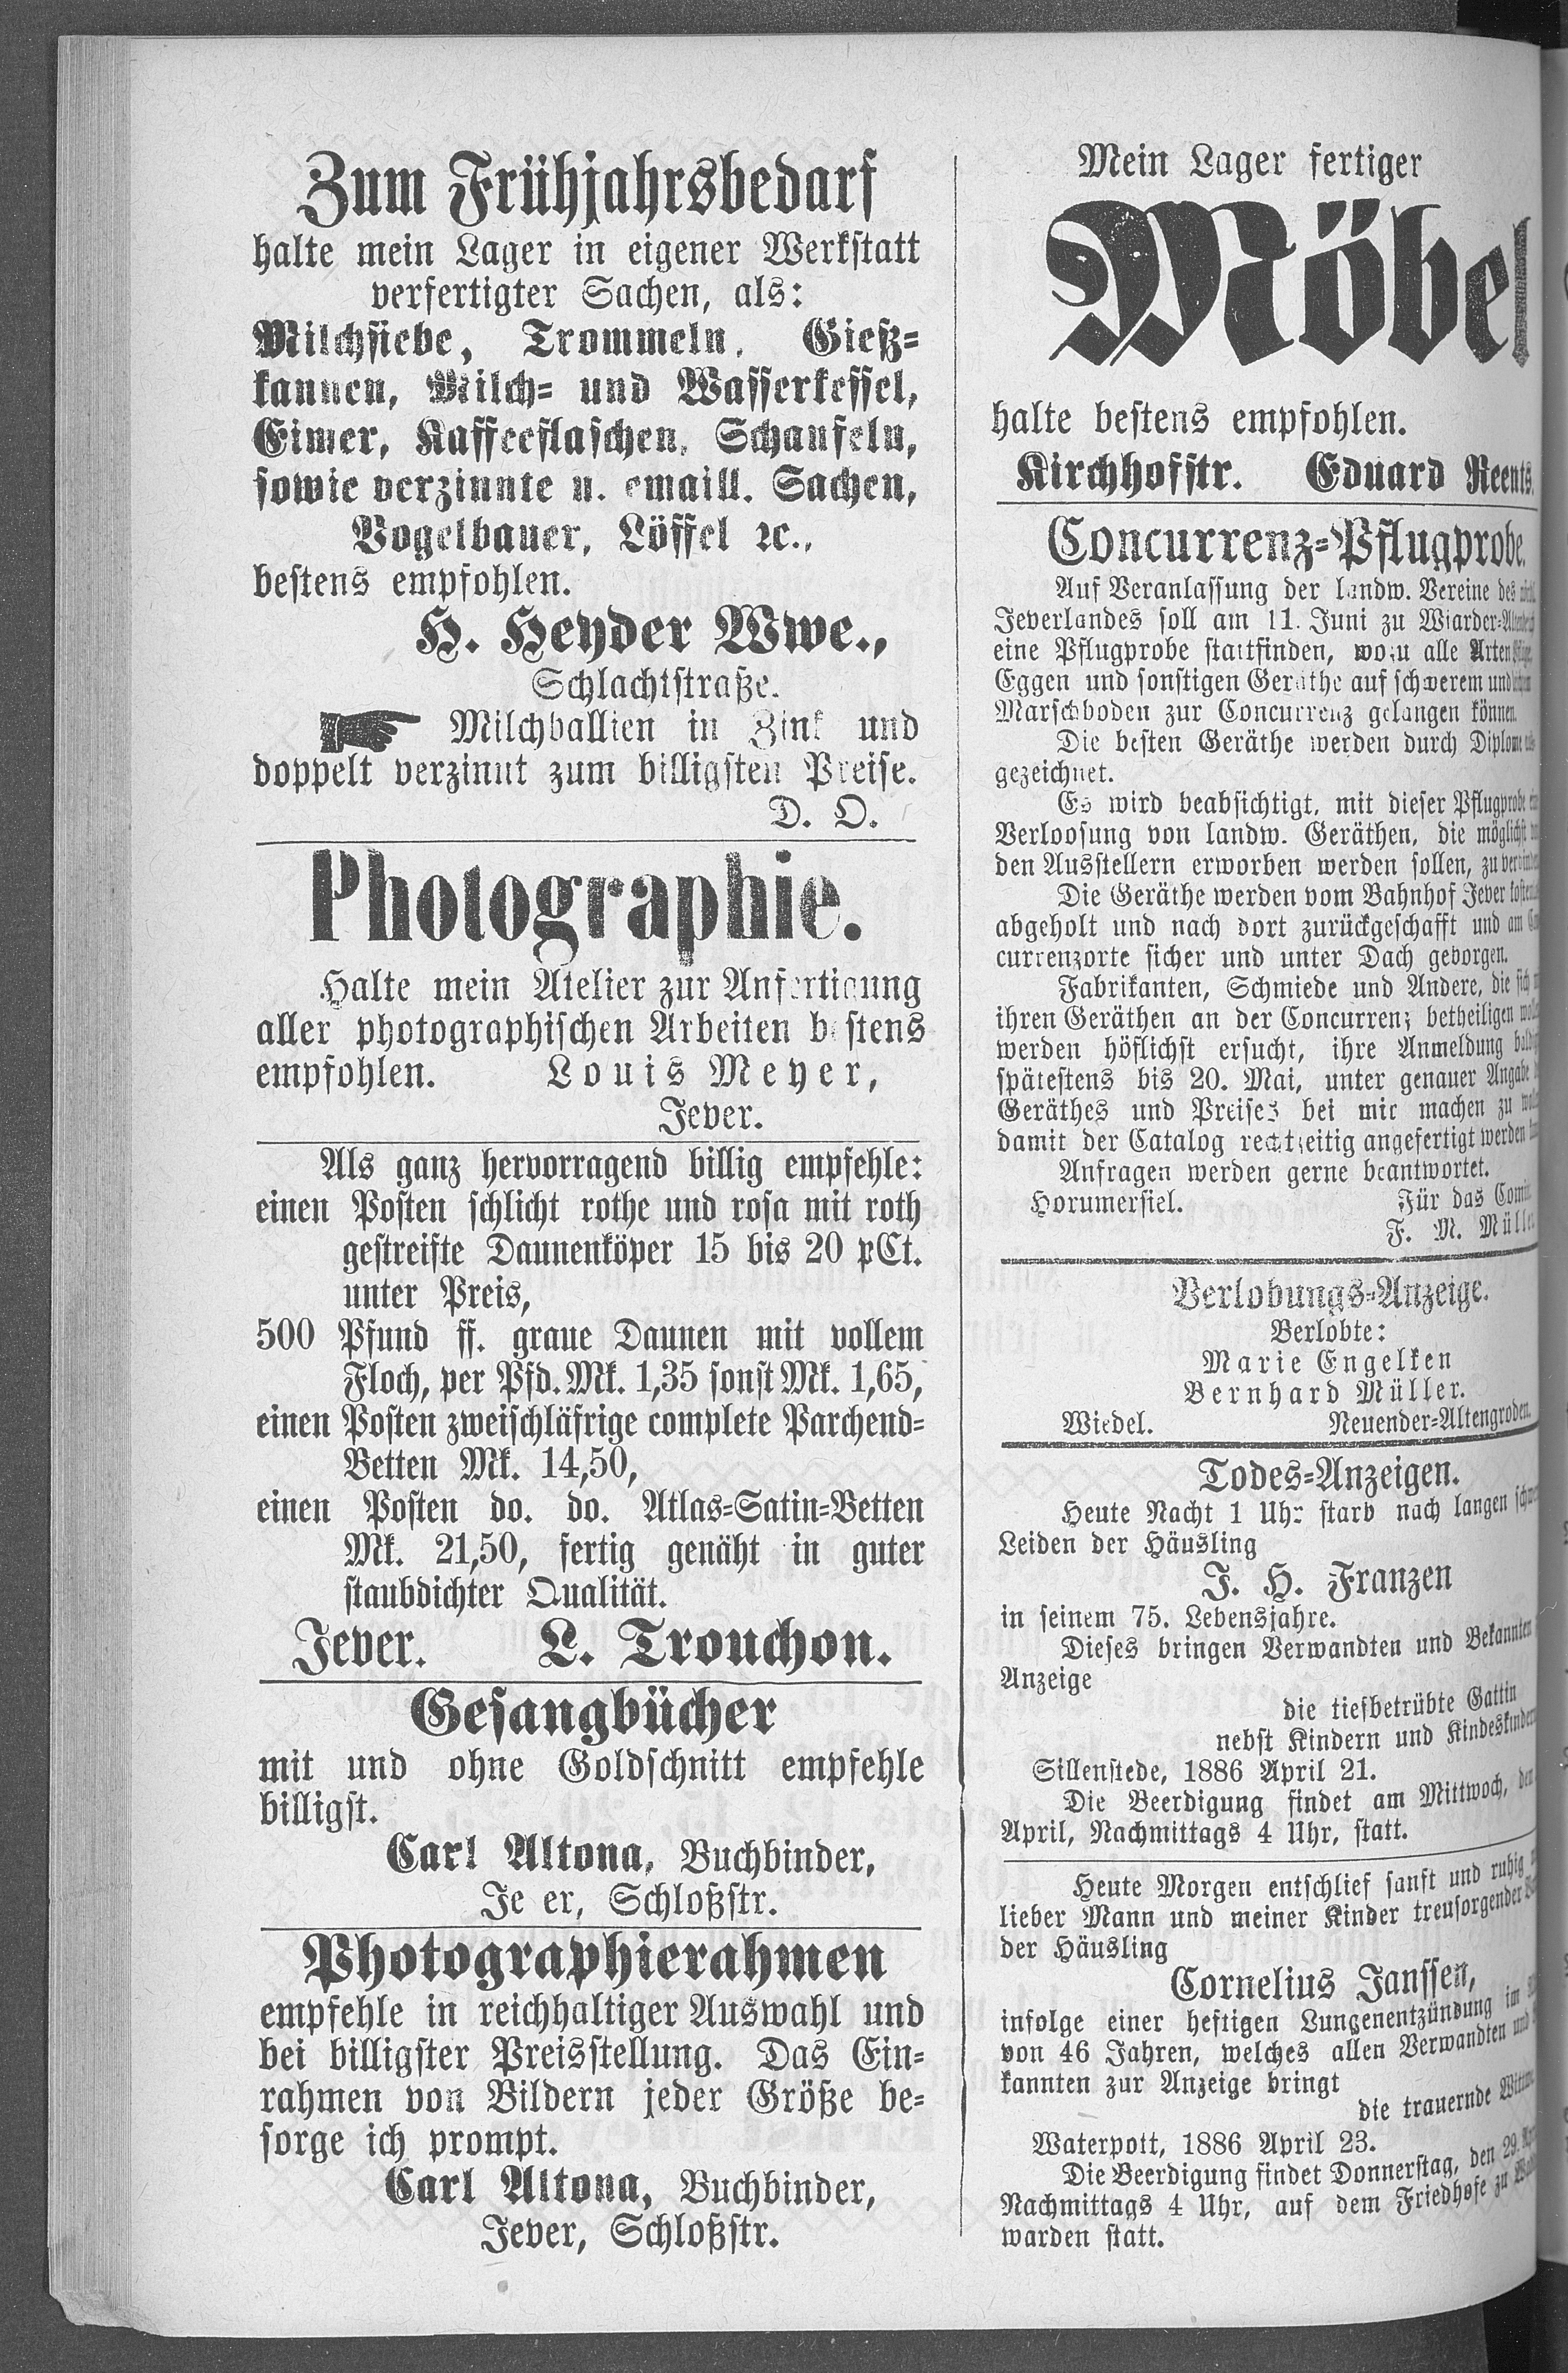 Zum Frühjahrsbedarf
halte mein Lager in eigener Werkstatt
verfertigter Sachen, als:
Milchsiebe, Trommeln, Gieß-
kannen, Milch- und Wasserkessel,
Eimer, Kaffeeflaschen, Schaufeln,
sowie verzinnte u. emaill. Sachen,
Vogelbauer, Löffel ꝛc.,
bestens empfohlen.
H. Heyder Wwe.,
Schlachtstraße.
☛ Milchballien in Zink und
doppelt verzinnt zum billigsten Preise.
D. O.
Photographie.
Halte mein Atelier zur Anfertigung
aller photographischen Arbeiten bestens
empfohlen. Louis Meyer,
Jever.
Als ganz hervorragend billig empfehle:
einen Posten schlicht rothe und rosa mit roth
gestreifte Daunenköper 15 bis 20 pCt.
unter Preis,
500 Pfund ff. graue Daunen mit vollem
Floch, per Pfd. Mk. 1,35 sonst Mk. 1,65,
einen Posten zweischläfrige complete Parchend-
Betten Mk. 14,50,
einen Posten do. do. Atlas-Satin-Betten
Mk. 21,50, fertig genäht in guter
staubdichter Qualität.
Jever. L. Trouchon.
Gesangbücher
mit und ohne Goldschnitt empfehle
billigst.
Carl Altona, Buchbinder,
Je er, Schloßstr.
Photographierahmen
empfehle in reichhaltiger Auswahl und
bei billigster Preisstellung. Das Ein-
rahmen von Bildern jeder Größe be-
sorge ich prompt.
Carl Altona, Buchbinder,
Jever, Schloßstr.
Mein Lager fertiger
Möbel
halte bestens empfohlen.
Kirchhofstr. Eduard Reents.
Concurrenz-Pflugprobe.
Auf Veranlassung der landw. Vereine des
Jeverlandes soll am 11. Juni zu
eine Pflugprobe stattfinden, wozu alle Arten
Eggen und sonstigen Geräthe auf schwerem und
Marschboden zur Concurrenz gelangen können.
Die besten Geräthe werden durch
gezeichnet.
Es wird beabsichtigt, mit dieser Pflugprobe
Verloosung von landw. Geräthen, die möglichst
den Ausstellern erworben werden sollen, zu
Die Geräthe werden vom Bahnhof Jever
abgeholt und nach dort zurückgeschafft und am
currenzorte sicher und unter Dach geborgen.
Fabrikanten, Schmiede und Andere, die sich
ihren Geräthen an der Concurrenz betheiligen
werden höflichst ersucht, ihre Anmeldung
spätestens bis 20. Mai, unter genauer Angabe
Geräthes und Preises bei mir machen zu
damit der Catalog rechtzeitig angefertigt werden
Anfragen werden gerne beantwortet.
Horumersiel. Für das
F. M. Müller
Verlobungs-Anzeige.
Verlobte:
Marie Engelken
Bernhard Müller.
Wiedel. Neuender-Altengroden.
Todes-Anzeigen.
Heute Nacht 1 Uhr starb nach langen
Leiden der Häusling
J. H. Franzen
in seinem 75. Lebensjahre.
Dieses bringen Verwandten und Bekannten
Anzeige
die tiefbetrübte Gattin
nebst Kindern und Kindeskindern
Sillenstede, 1886 April 21.
Die Beerdigung findet am Mittwoch, den
April, Nachmittags 4 Uhr, statt.
Heute Morgen entschlief sanft und ruhig
lieber Mann und meiner Kinder treusorgender
der Häusling
Cornelius Janssen,
infolge einer heftigen Lungenentzündung im
von 46 Jahren, welches allen Verwandten und
kannten zur Anzeige bringt
die trauernde
Waterpott, 1886 April 23.
Die Beerdigung findet Donnerstag, den 29.
Nachmittags 4 Uhr, auf dem Friedhofe zu
warden statt.